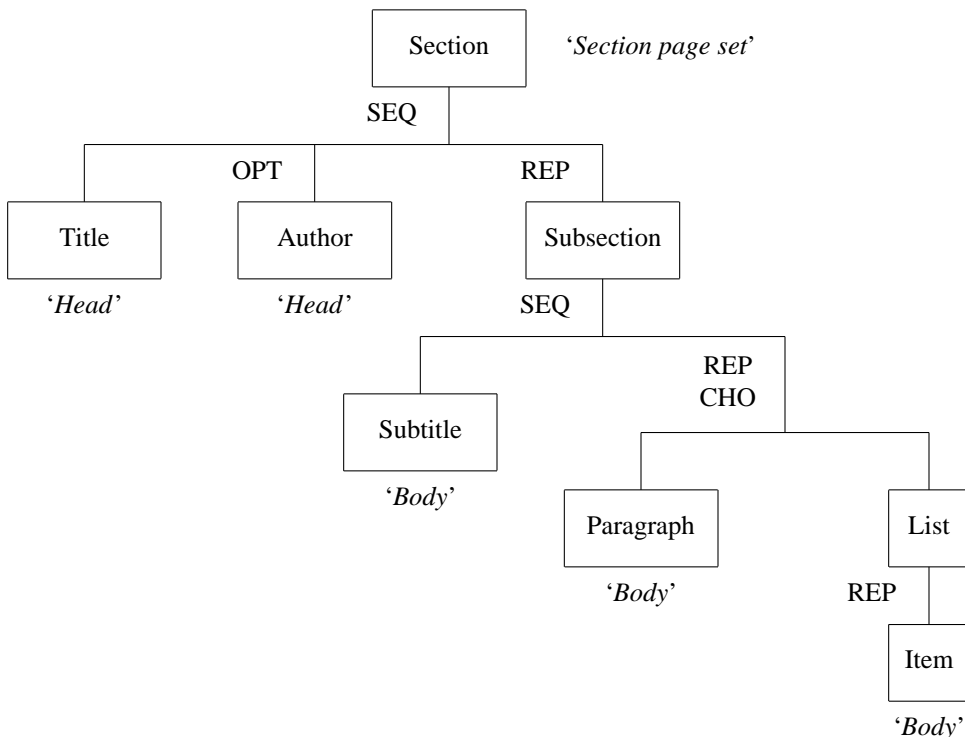 Section
‘Section page set’
SEQ
OPT
REP
Title
Author
Subsection
‘Head’
‘Head’
SEQ
REP
CHO
Subtitle
‘Body’
Paragraph
List
‘Body’
REP
Item
‘Body’